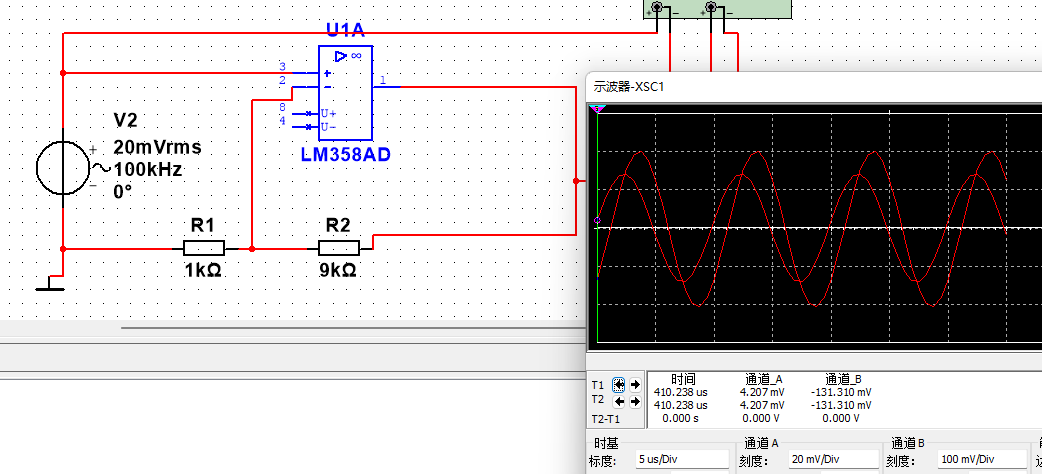 + − + −
U1A
示波器-XSC1
▷ ∞
3 + 1
2 −
8 U+
4 U−
LM358AD
V2
+ 20mVrms
100kHz
− 0°
R1 R2
1kΩ 9kΩ
T1 时间 通道_A 通道_B
410.238 us 4.207 mV -131.310 mV
T2 410.238 us 4.207 mV -131.310 mV
T2-T1 0.000 s 0.000 V 0.000 V
时基 通道 A 通道 B
标度: 5 us/Div 刻度: 20 mV/Div 刻度: 100 mV/Div